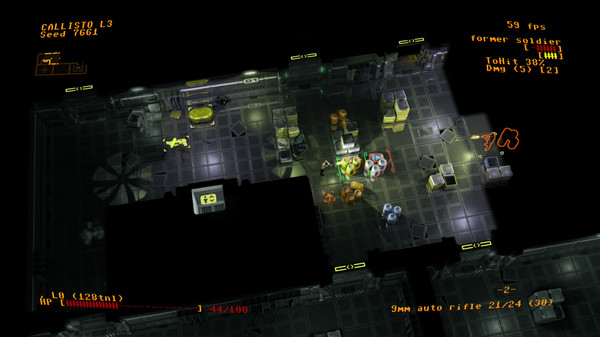 CALLISTO L3
Seed 7661
59 fps
former soldier
ToHit 38%
Dmg (5) [2]
L0 (128tnl)
HP [ ] 44/100
-2-
9mm auto rifle 21/24 (30)